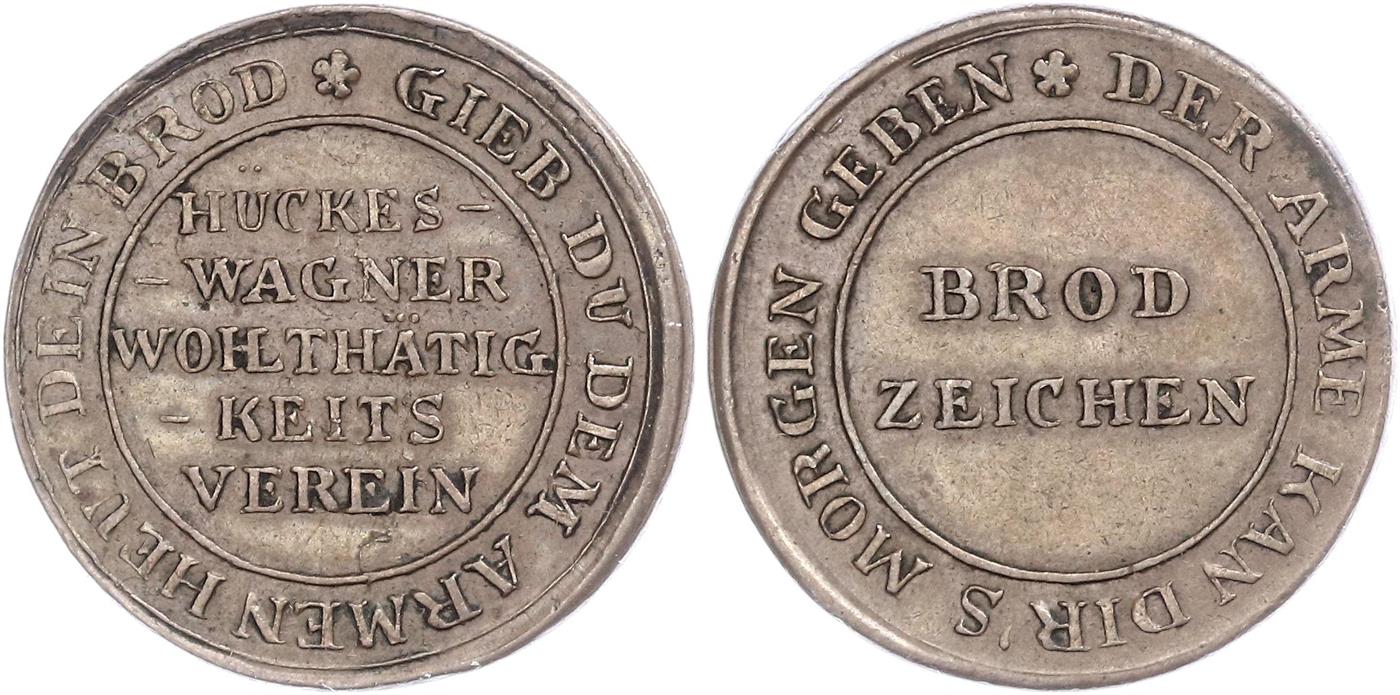 GIEB DU DEM ARMEN HEUT DEIN BROD
HÜCKES-
- WAGNER
WOHLTHÄTIG
- KEITS
VEREIN
DER ARME KAN DIR'S MORGEN GEBEN
BROD
ZEICHEN